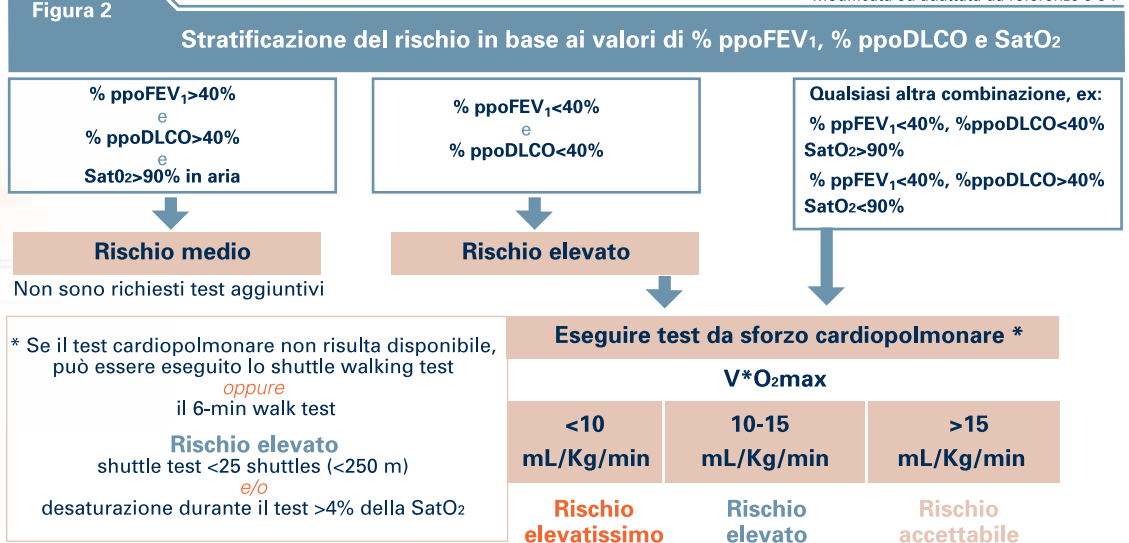 Figura 2
Stratificazione del rischio in base ai valori di % ppoFEV₁, % ppoDLCO e SatO₂
% ppoFEV₁>40%
e
% ppoDLCO>40%
e
Sat0₂>90% in aria
Rischio medio
Non sono richiesti test aggiuntivi
% ppoFEV₁<40%
e
% ppoDLCO<40%
Rischio elevato
Qualsiasi altra combinazione, ex:
% ppFEV₁<40%, %ppoDLCO<40%
SatO₂>90%
% ppFEV₁<40%, %ppoDLCO>40%
SatO₂<90%
Eseguire test da sforzo cardiopolmonare *
V*O₂max
<10
mL/Kg/min
10-15
mL/Kg/min
>15
mL/Kg/min
Rischio
elevatissimo
Rischio
elevato
Rischio
accettabile
* Se il test cardiopolmonare non risulta disponibile,
può essere eseguito lo shuttle walking test
oppure
il 6-min walk test
Rischio elevato
shuttle test <25 shuttles (<250 m)
e/o
desaturazione durante il test >4% della SatO₂